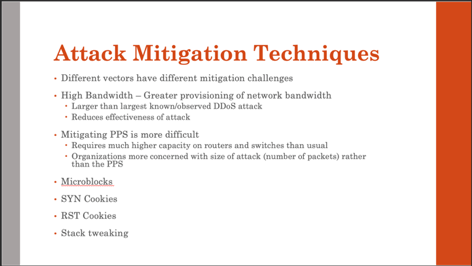 Attack Mitigation Techniques
• Different vectors have different mitigation challenges
• High Bandwidth – Greater provisioning of network bandwidth
• Larger than largest known/observed DDoS attack
• Reduces effectiveness of attack
• Mitigating PPS is more difficult
• Requires much higher capacity on routers and switches than usual
• Organizations more concerned with size of attack (number of packets) rather
than the PPS
• Microblocks
• SYN Cookies
• RST Cookies
• Stack tweaking